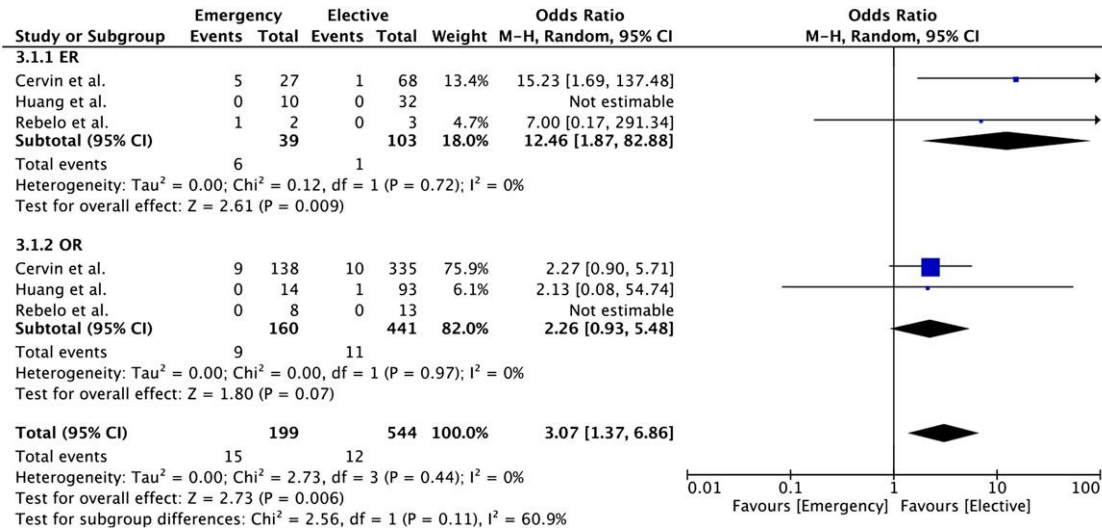 Emergency Elective Odds Ratio Odds Ratio
Study or Subgroup Events Total Events Total Weight M-H, Random, 95% CI M-H, Random, 95% CI
3.1.1 ER
Cervin et al. 5 27 1 68 13.4% 15.23 [1.69, 137.48]
Huang et al. 0 10 0 32 Not estimable
Rebelo et al. 1 2 0 3 4.7% 7.00 [0.17, 291.34]
Subtotal (95% CI) 39 103 18.0% 12.46 [1.87, 82.88]
Total events 6 1
Heterogeneity: Tau² = 0.00; Chi² = 0.12, df = 1 (P = 0.72); I² = 0%
Test for overall effect: Z = 2.61 (P = 0.009)
3.1.2 OR
Cervin et al. 9 138 10 335 75.9% 2.27 [0.90, 5.71]
Huang et al. 0 14 1 93 6.1% 2.13 [0.08, 54.74]
Rebelo et al. 0 8 0 13 Not estimable
Subtotal (95% CI) 160 441 82.0% 2.26 [0.93, 5.48]
Total events 9 11
Heterogeneity: Tau² = 0.00; Chi² = 0.00, df = 1 (P = 0.97); I² = 0%
Test for overall effect: Z = 1.80 (P = 0.07)
Total (95% CI) 199 544 100.0% 3.07 [1.37, 6.86]
Total events 15 12
Heterogeneity: Tau² = 0.00; Chi² = 2.73, df = 3 (P = 0.44); I² = 0%
Test for overall effect: Z = 2.73 (P = 0.006)
Test for subgroup differences: Chi² = 2.56, df = 1 (P = 0.11), I² = 60.9%
0.01 0.1 1 10 100
Favours [Emergency] Favours [Elective]